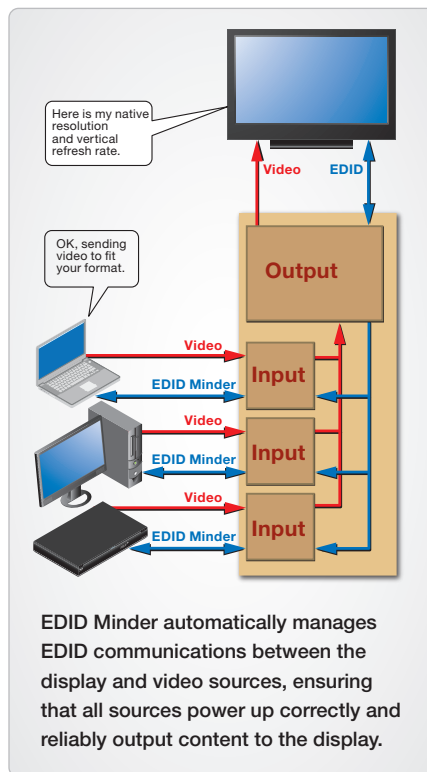 Here is my native
resolution
and vertical
refresh rate.
Video
EDID
OK, sending
video to fit
your format.
Output
Video
EDID Minder
Input
Video
EDID Minder
Input
Video
EDID Minder
Input
EDID Minder automatically manages
EDID communications between the
display and video sources, ensuring
that all sources power up correctly and
reliably output content to the display.